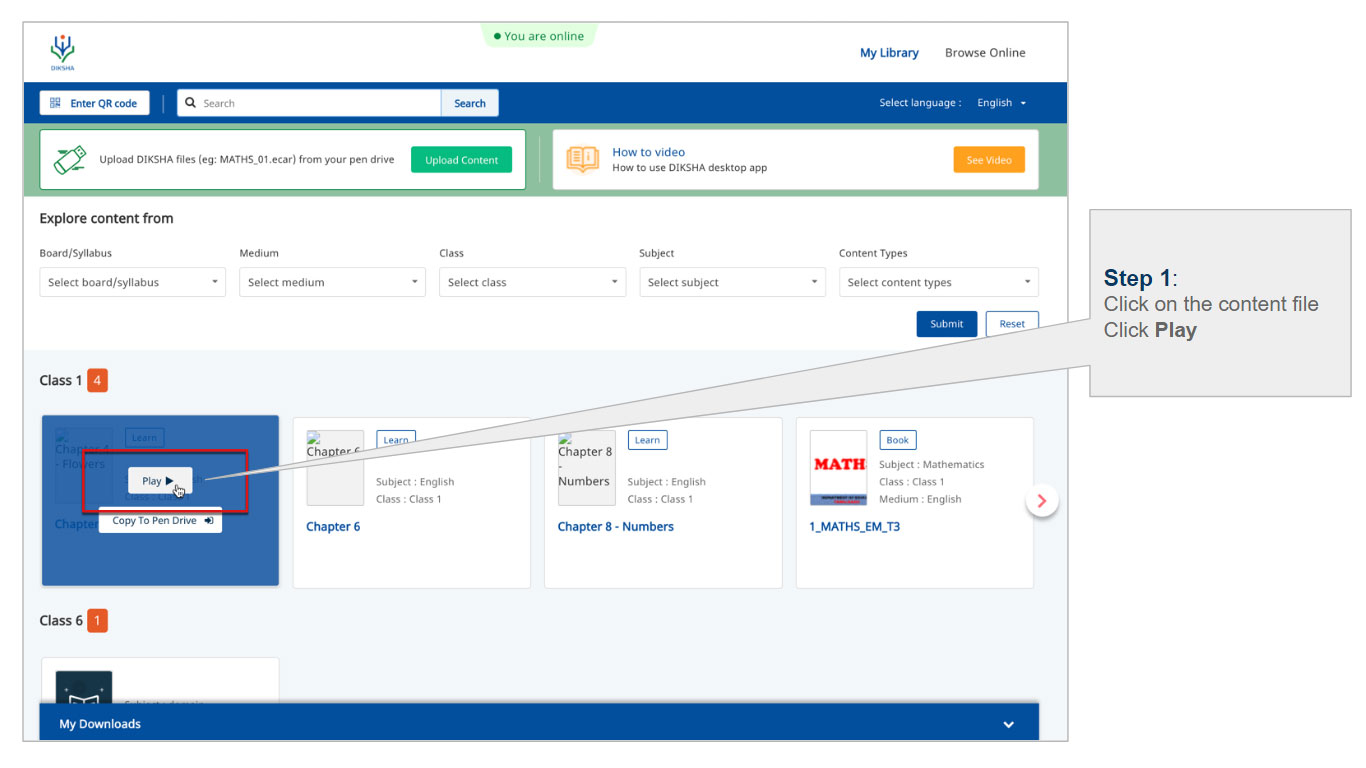 You are online
DIKSHA
My Library Browse Online
Enter QR code Search Search Select language : English
Upload DIKSHA files (eg: MATHS_01.ecar) from your pen drive Upload Content
How to video
How to use DIKSHA desktop app
See Video
Explore content from
Board/Syllabus Medium Class Subject Content Types
Select board/syllabus Select medium Select class Select subject Select content types
Submit Reset
Step 1:
Click on the content file
Click Play
Class 1 4
Learn
Chapter 4
- Flowers
Play
Class : Class 1
Copy To Pen Drive
Chapter
Learn
Chapter 6
Subject : English
Class : Class 1
Chapter 6
Learn
Chapter 8
-
Numbers
Subject : English
Class : Class 1
Chapter 8 - Numbers
Book
MATH
Subject : Mathematics
Class : Class 1
Medium : English
1_MATHS_EM_T3
Class 6 1
My Downloads